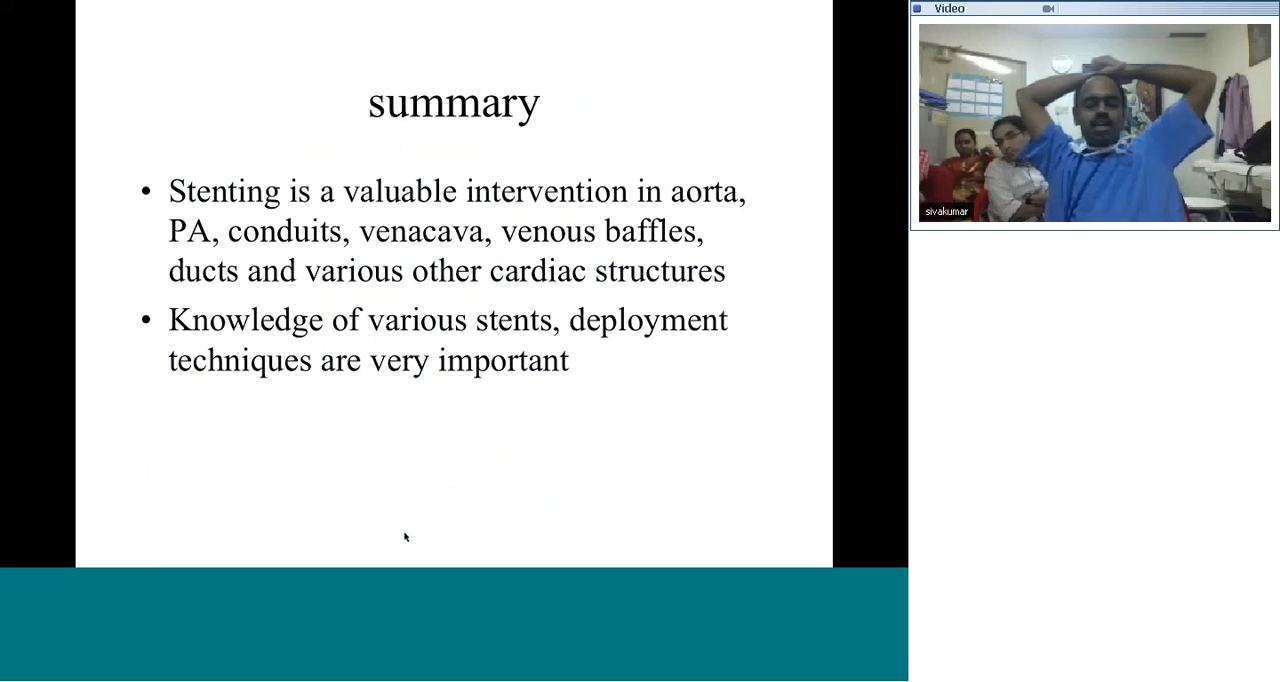 summary
• Stenting is a valuable intervention in aorta,
PA, conduits, venacava, venous baffles,
ducts and various other cardiac structures
• Knowledge of various stents, deployment
techniques are very important
Video
sivakumar